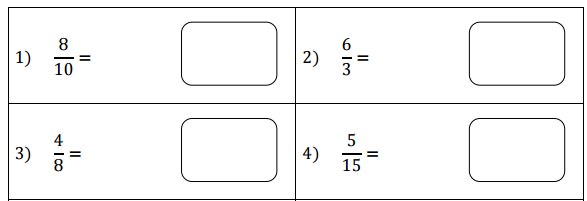 1) 8/10 =
2) 6/3 =
3) 4/8 =
4) 5/15 =